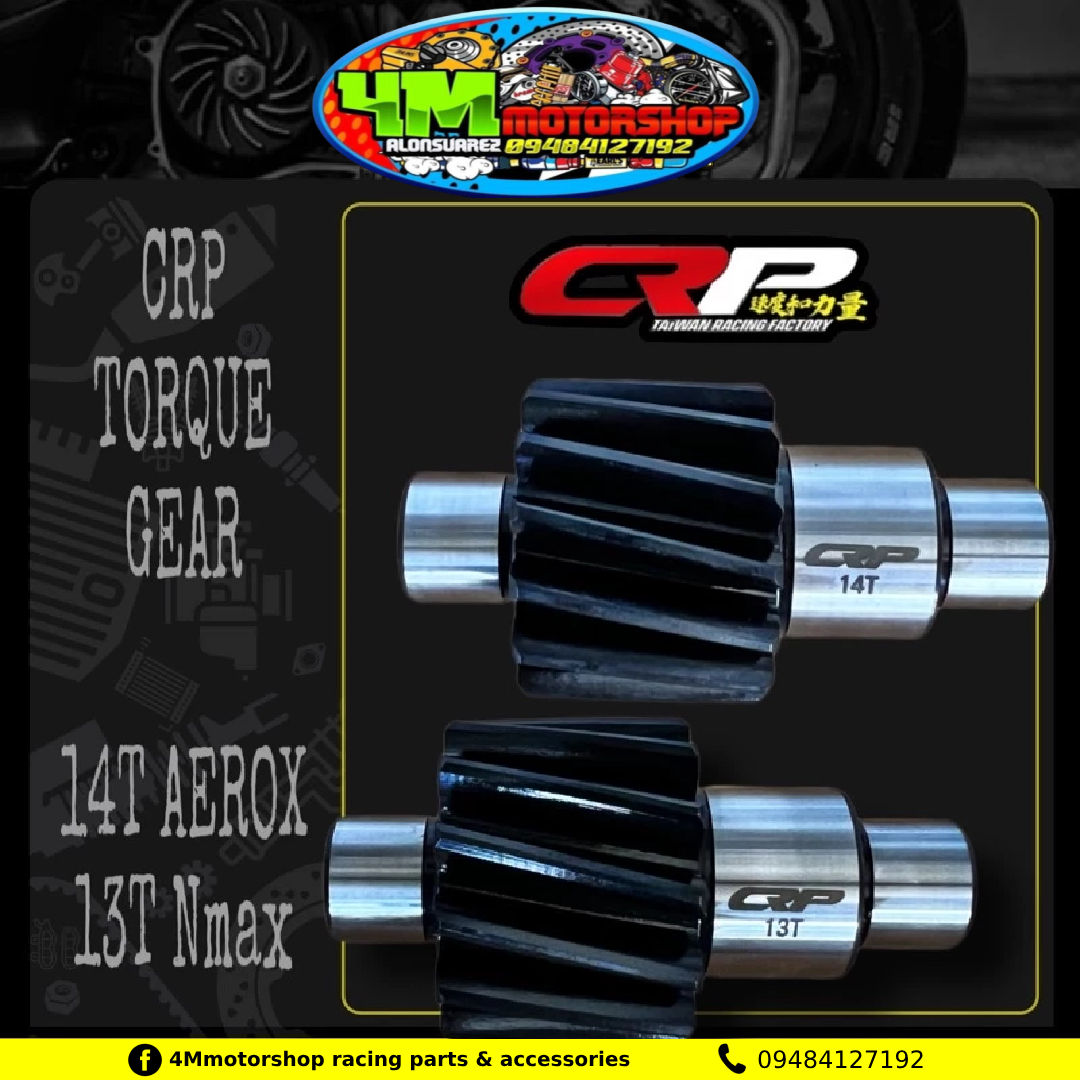 4M
MOTORSHOP
ALONSUAREZ 09484127192
CRP
TORQUE
GEAR
14T AEROX
13T Nmax
CRP
速度和力量
TAIWAN RACING FACTORY
CRP
14T
CRP
13T
4Mmotorshop racing parts & accessories
09484127192